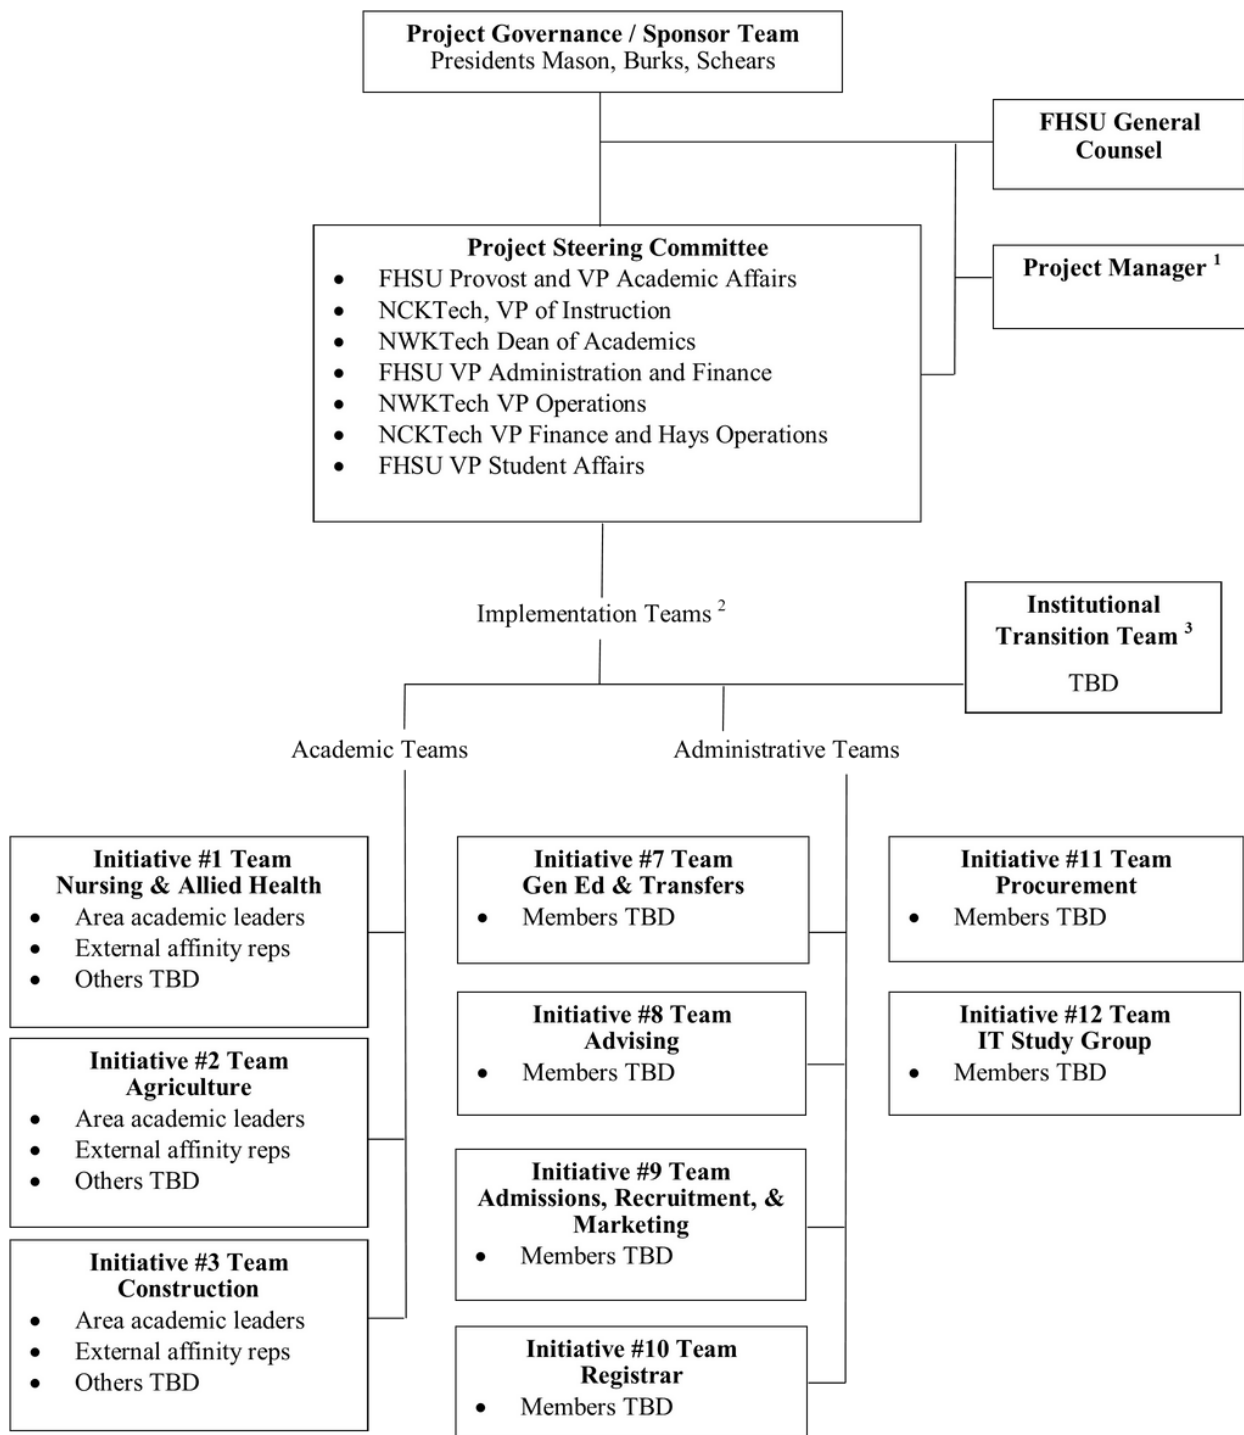 Project Governance / Sponsor Team
Presidents Mason, Burks, Schears
FHSU General
Counsel
Project Steering Committee
• FHSU Provost and VP Academic Affairs
• NCKTech, VP of Instruction
• NWKTech Dean of Academics
• FHSU VP Administration and Finance
• NWKTech VP Operations
• NCKTech VP Finance and Hays Operations
• FHSU VP Student Affairs
Project Manager 1
Implementation Teams 2
Institutional
Transition Team 3
TBD
Academic Teams
Administrative Teams
Initiative #1 Team
Nursing & Allied Health
• Area academic leaders
• External affinity reps
• Others TBD
Initiative #2 Team
Agriculture
• Area academic leaders
• External affinity reps
• Others TBD
Initiative #3 Team
Construction
• Area academic leaders
• External affinity reps
• Others TBD
Initiative #7 Team
Gen Ed & Transfers
• Members TBD
Initiative #8 Team
Advising
• Members TBD
Initiative #9 Team
Admissions, Recruitment, &
Marketing
• Members TBD
Initiative #10 Team
Registrar
• Members TBD
Initiative #11 Team
Procurement
• Members TBD
Initiative #12 Team
IT Study Group
• Members TBD